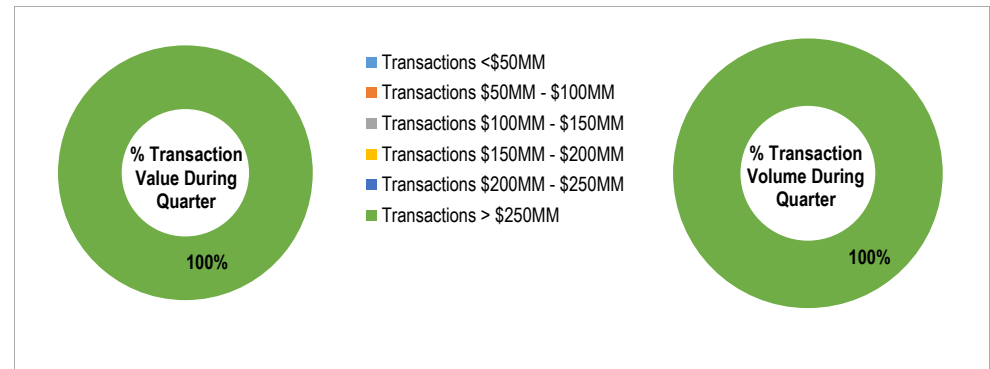 % Transaction
Value During
Quarter
100%
Transactions <$50MM
Transactions $50MM - $100MM
Transactions $100MM - $150MM
Transactions $150MM - $200MM
Transactions $200MM - $250MM
Transactions > $250MM
% Transaction
Volume During
Quarter
100%